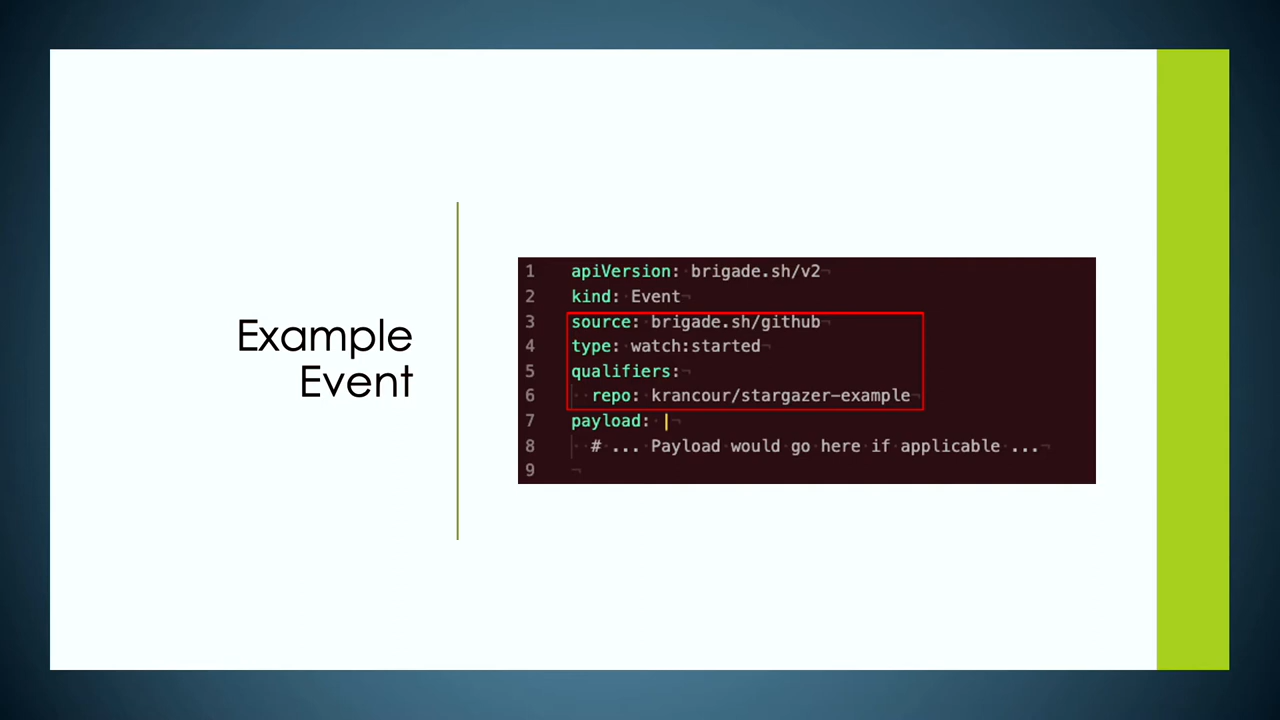 Example
Event
1 apiVersion: brigade.sh/v2
2 kind: Event
3 source: brigade.sh/github
4 type: watch:started
5 qualifiers:
6 repo: krancour/stargazer-example
7 payload: |
8 # ... Payload would go here if applicable ...
9